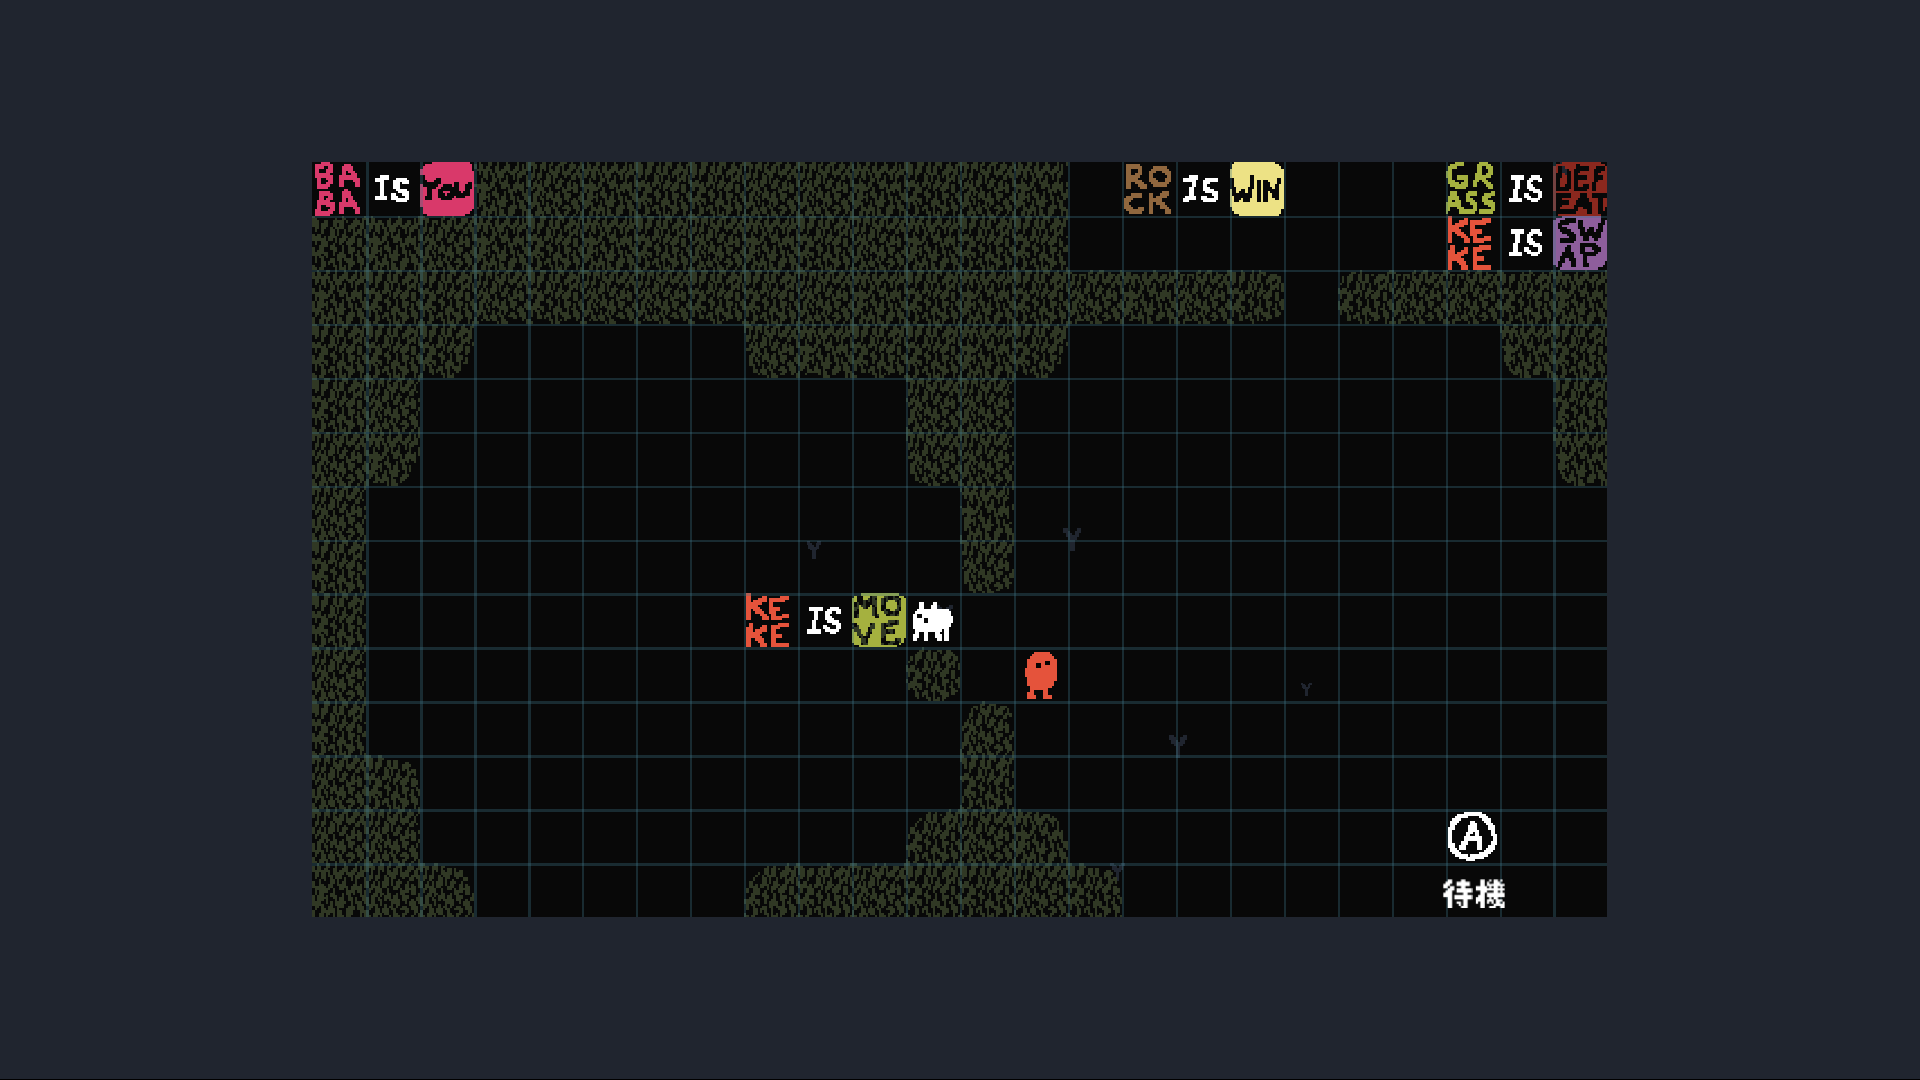 BABA IS YOU ROCK IS WIN GRASS IS DEFEAT
KEKE IS SWAP
KEKE IS MOVE
A
待機